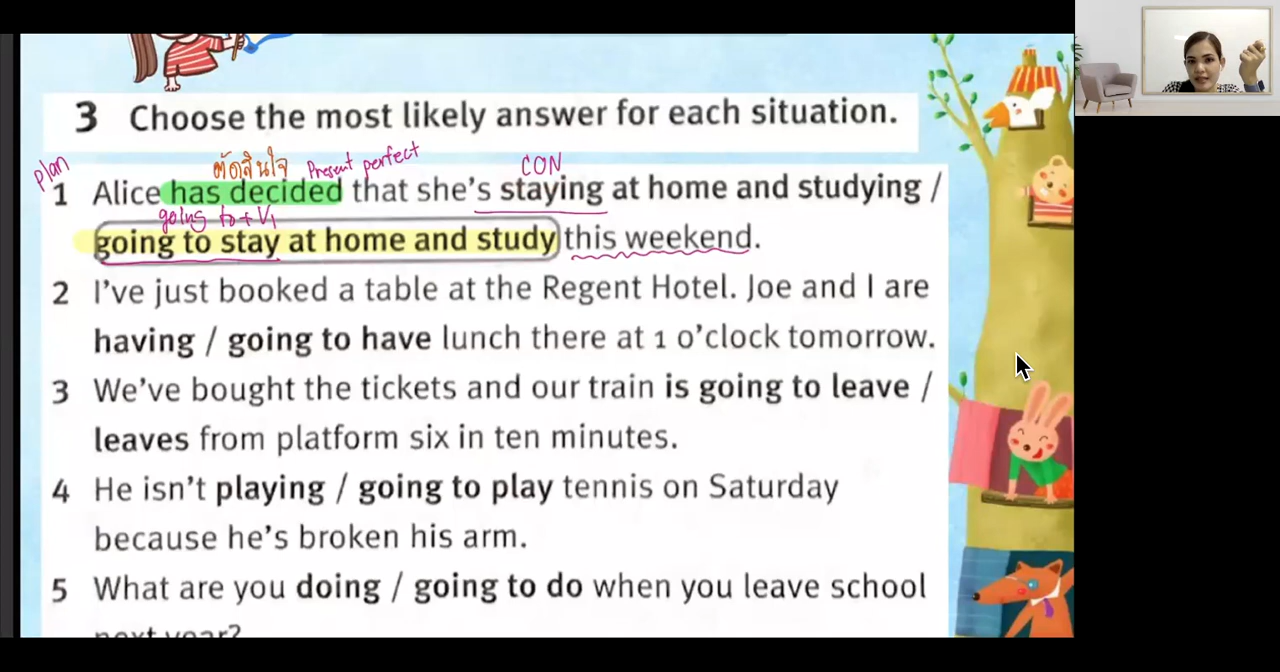 3 Choose the most likely answer for each situation.
plan ตัดสินใจ Present perfect CON
1 Alice has decided that she's staying at home and studying /
going to + V1
going to stay at home and study this weekend.
2 I've just booked a table at the Regent Hotel. Joe and I are
having / going to have lunch there at 1 o'clock tomorrow.
3 We've bought the tickets and our train is going to leave /
leaves from platform six in ten minutes.
4 He isn't playing / going to play tennis on Saturday
because he's broken his arm.
5 What are you doing / going to do when you leave school
next year?